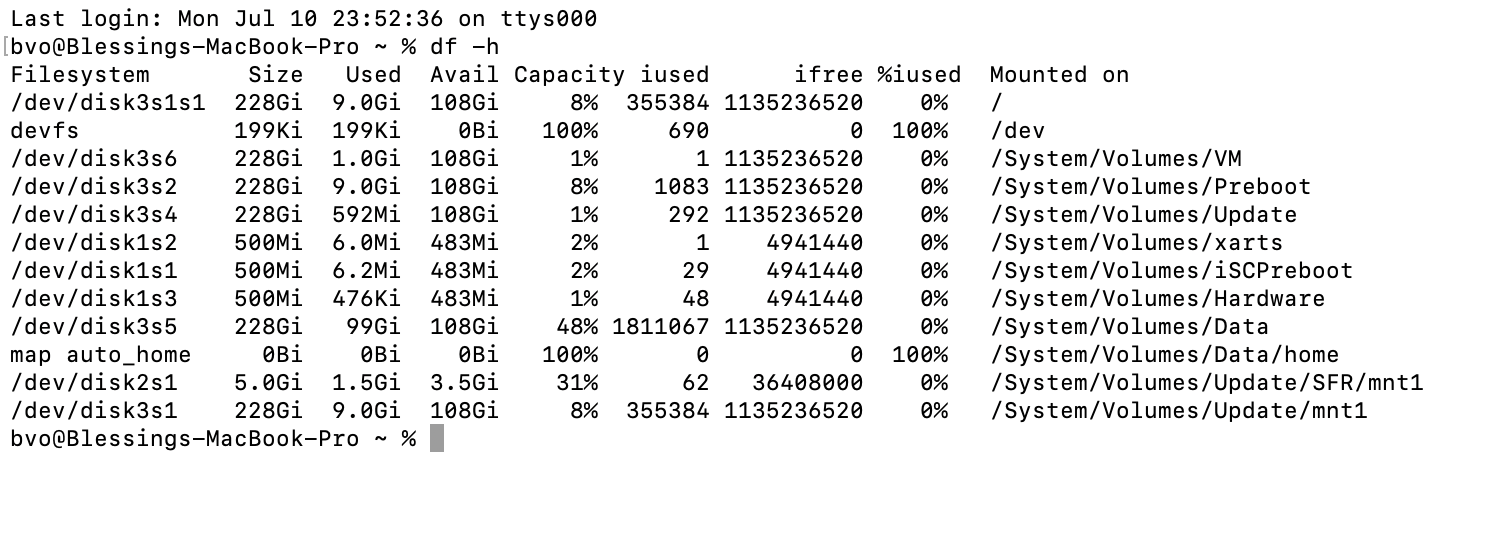 Last login: Mon Jul 10 23:52:36 on ttys000
[bvo@Blessings-MacBook-Pro ~ % df -h
Filesystem       Size   Used  Avail Capacity iused      ifree %iused  Mounted on
/dev/disk3s1s1  228Gi  9.0Gi  108Gi     8%  355384 1135236520    0%   /
devfs           199Ki  199Ki    0Bi   100%     690          0  100%   /dev
/dev/disk3s6    228Gi  1.0Gi  108Gi     1%       1 1135236520    0%   /System/Volumes/VM
/dev/disk3s2    228Gi  9.0Gi  108Gi     8%    1083 1135236520    0%   /System/Volumes/Preboot
/dev/disk3s4    228Gi  592Mi  108Gi     1%     292 1135236520    0%   /System/Volumes/Update
/dev/disk1s2    500Mi  6.0Mi  483Mi     2%       1    4941440    0%   /System/Volumes/xarts
/dev/disk1s1    500Mi  6.2Mi  483Mi     2%      29    4941440    0%   /System/Volumes/iSCPreboot
/dev/disk1s3    500Mi  476Ki  483Mi     1%      48    4941440    0%   /System/Volumes/Hardware
/dev/disk3s5    228Gi   99Gi  108Gi    48% 1811067 1135236520    0%   /System/Volumes/Data
map auto_home     0Bi    0Bi    0Bi   100%       0          0  100%   /System/Volumes/Data/home
/dev/disk2s1    5.0Gi  1.5Gi  3.5Gi    31%      62   36408000    0%   /System/Volumes/Update/SFR/mnt1
/dev/disk3s1    228Gi  9.0Gi  108Gi     8%  355384 1135236520    0%   /System/Volumes/Update/mnt1
bvo@Blessings-MacBook-Pro ~ %